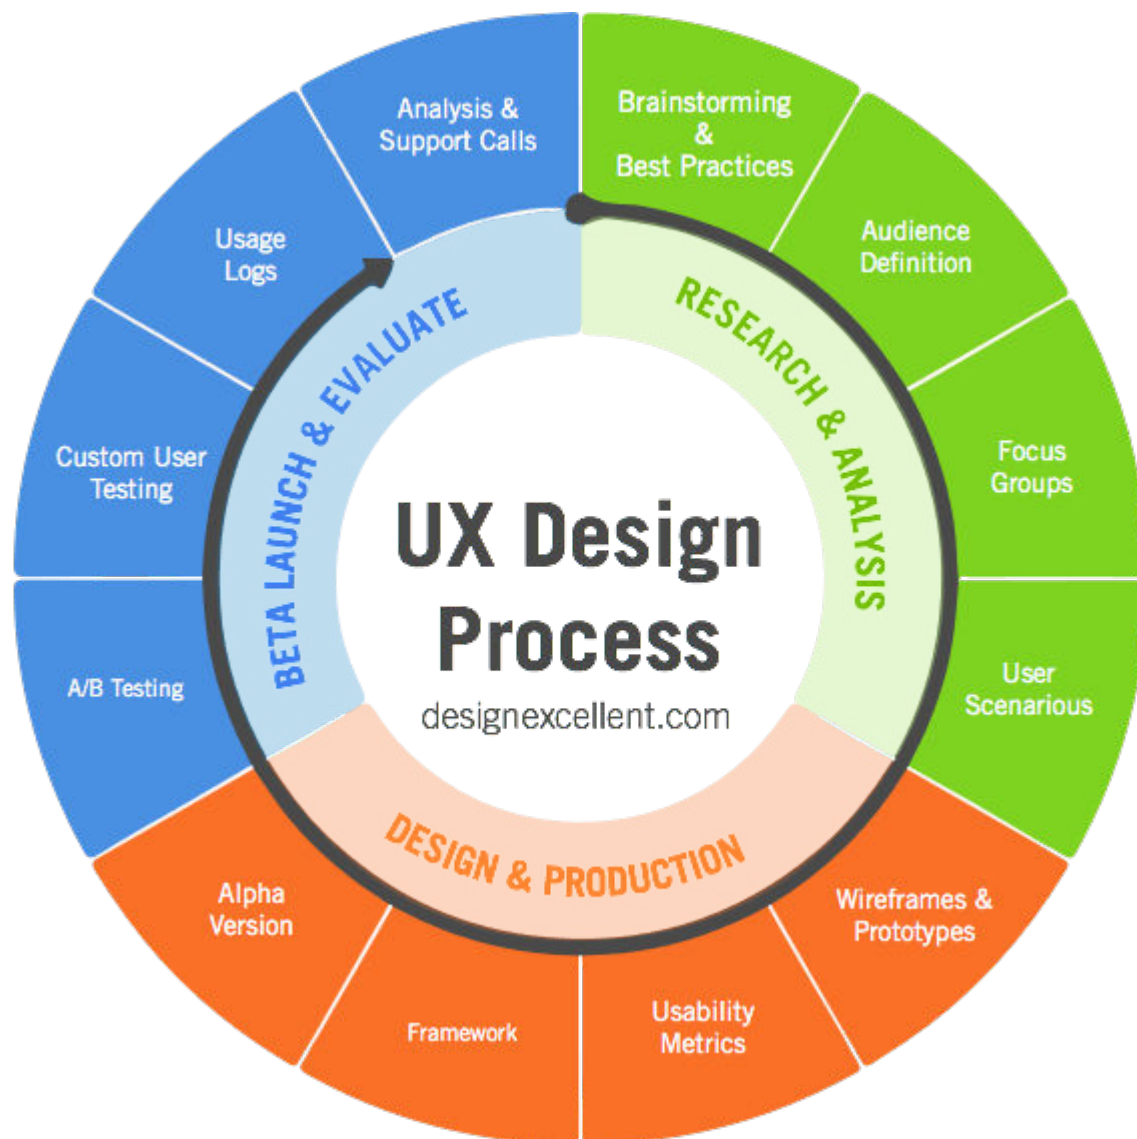 UX Design
Process
designexcellent.com
RESEARCH & ANALYSIS
Brainstorming
&
Best Practices
Audience
Definition
Focus
Groups
User
Scenarious
DESIGN & PRODUCTION
Wireframes &
Prototypes
Usability
Metrics
Framework
Alpha
Version
BETA LAUNCH & EVALUATE
A/B Testing
Custom User
Testing
Usage
Logs
Analysis &
Support Calls